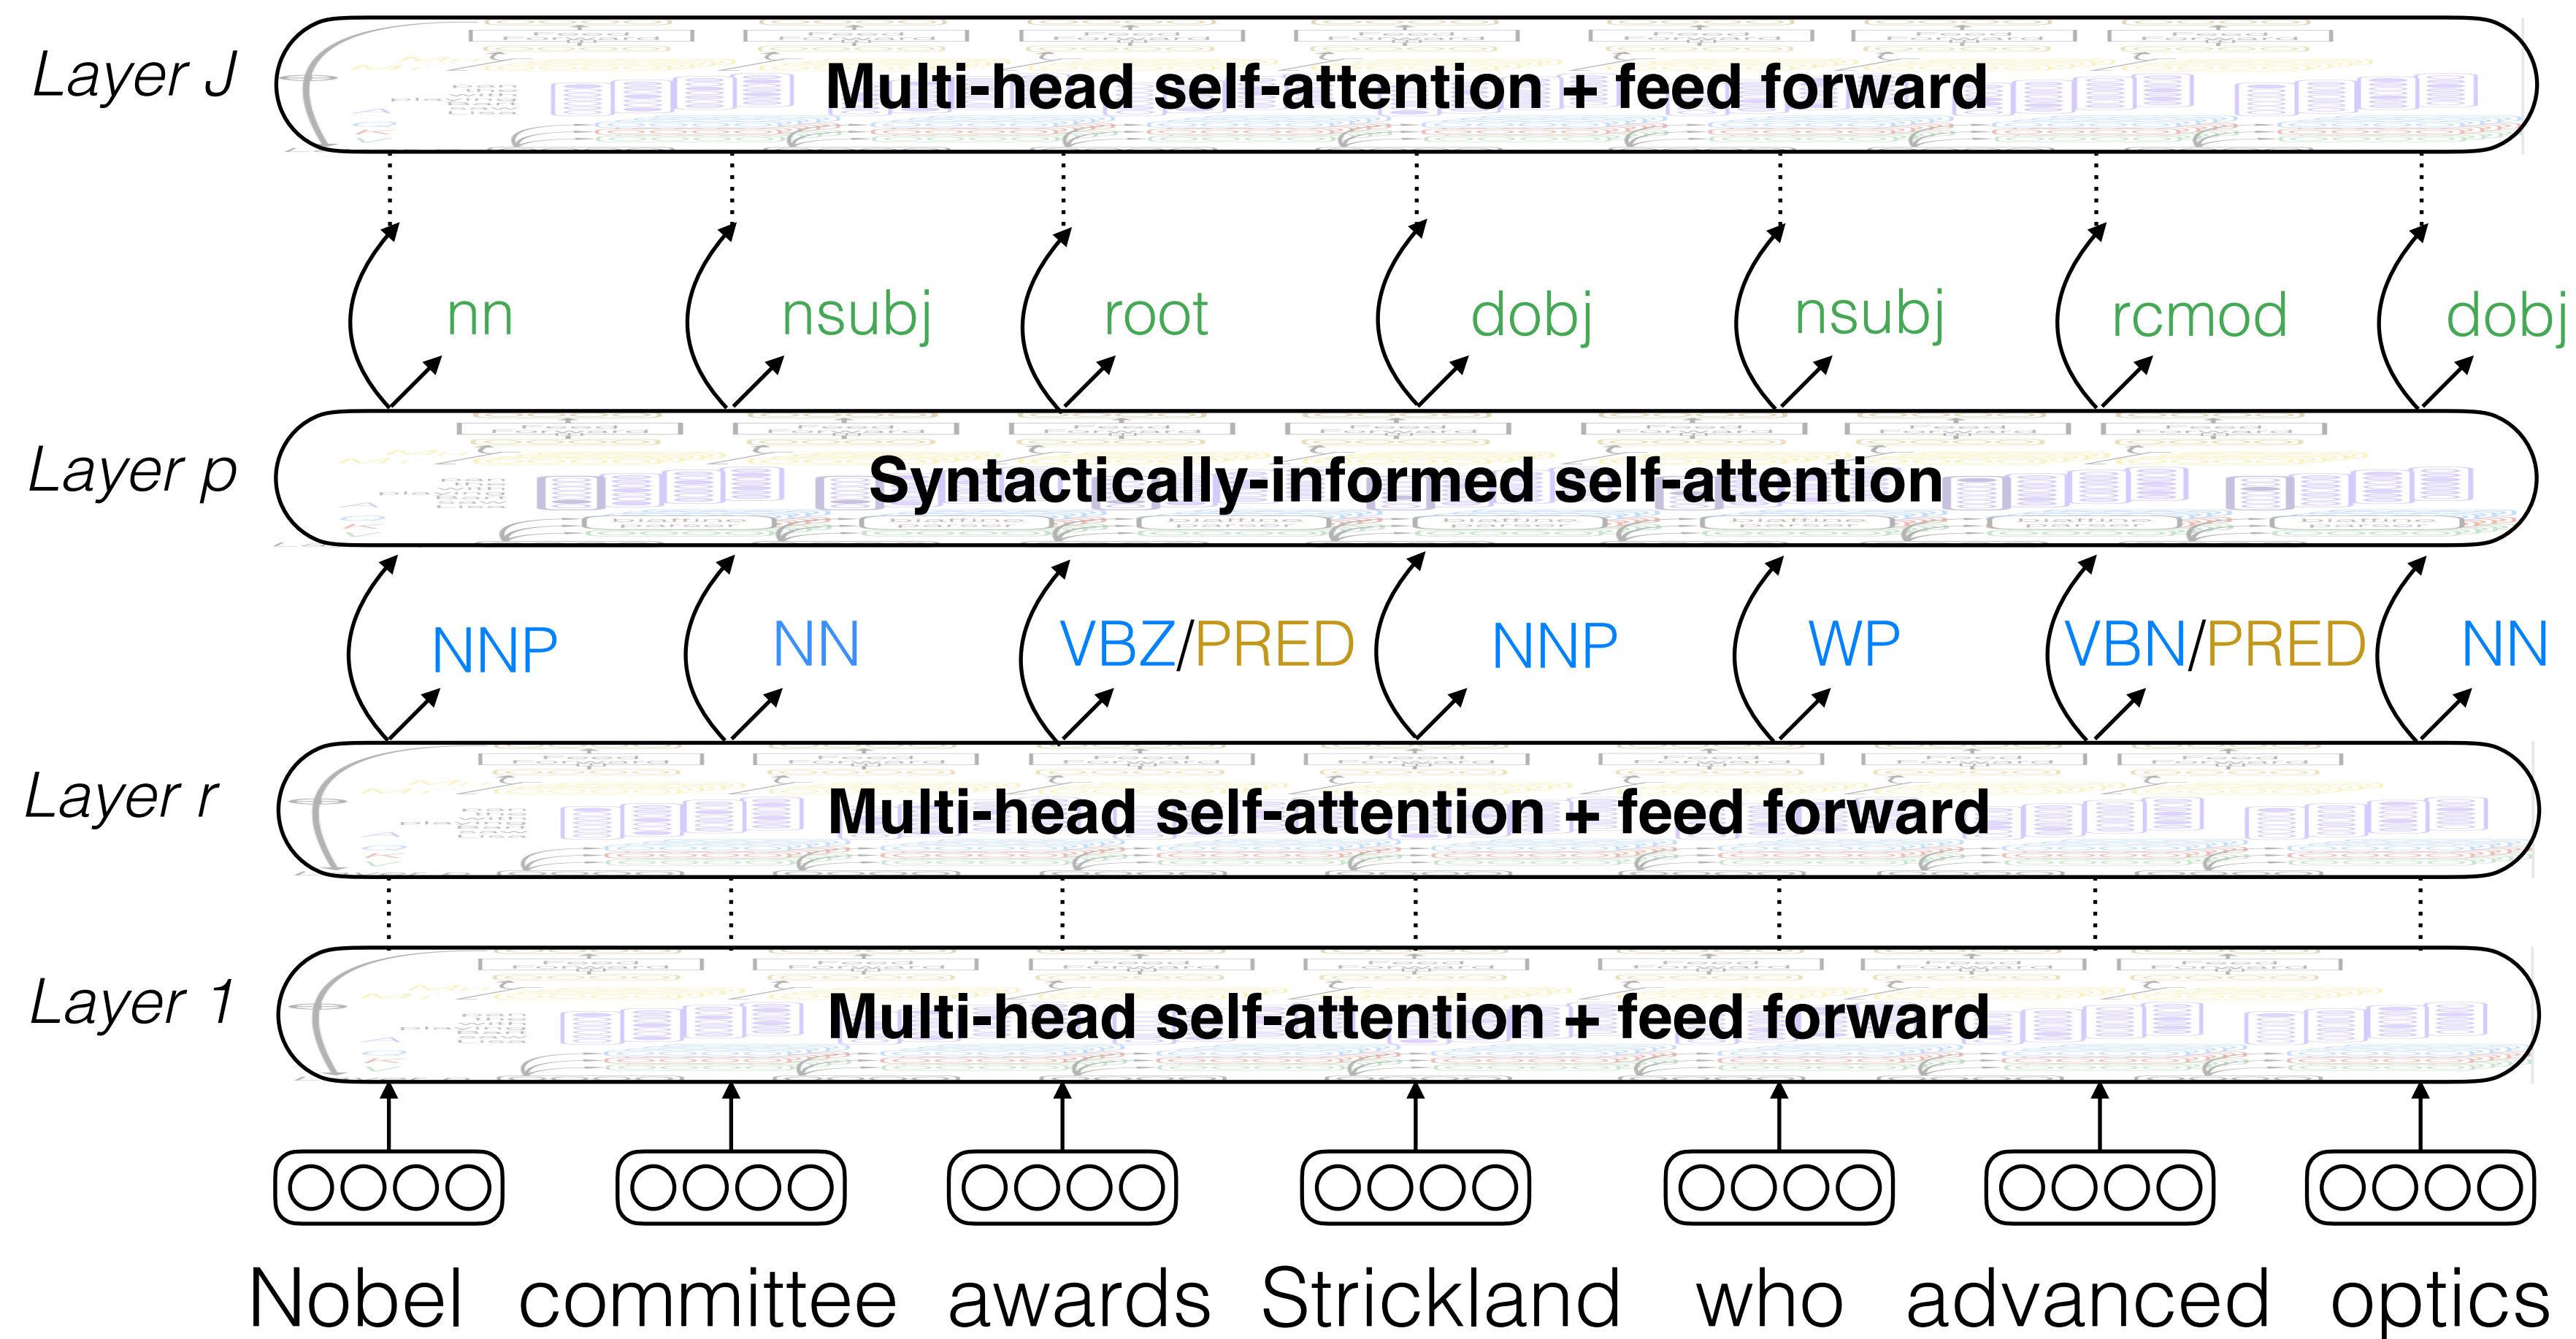 Layer J Multi-head self-attention + feed forward
nn nsubj root dobj nsubj rcmod dobj
Layer p Syntactically-informed self-attention
NNP NN VBZ/PRED NNP WP VBN/PRED NN
Layer r Multi-head self-attention + feed forward
Layer 1 Multi-head self-attention + feed forward
Nobel committee awards Strickland who advanced optics